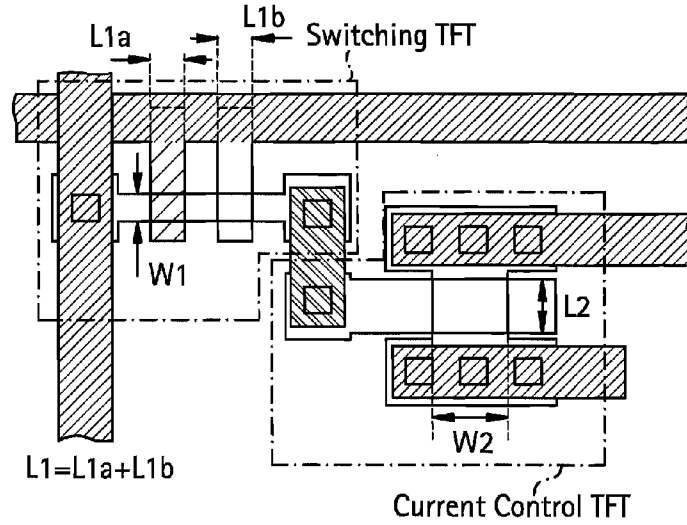 L1b
L1a
Switching TFT
W1
L2
W2
L1=L1a+L1b
Current Control TFT